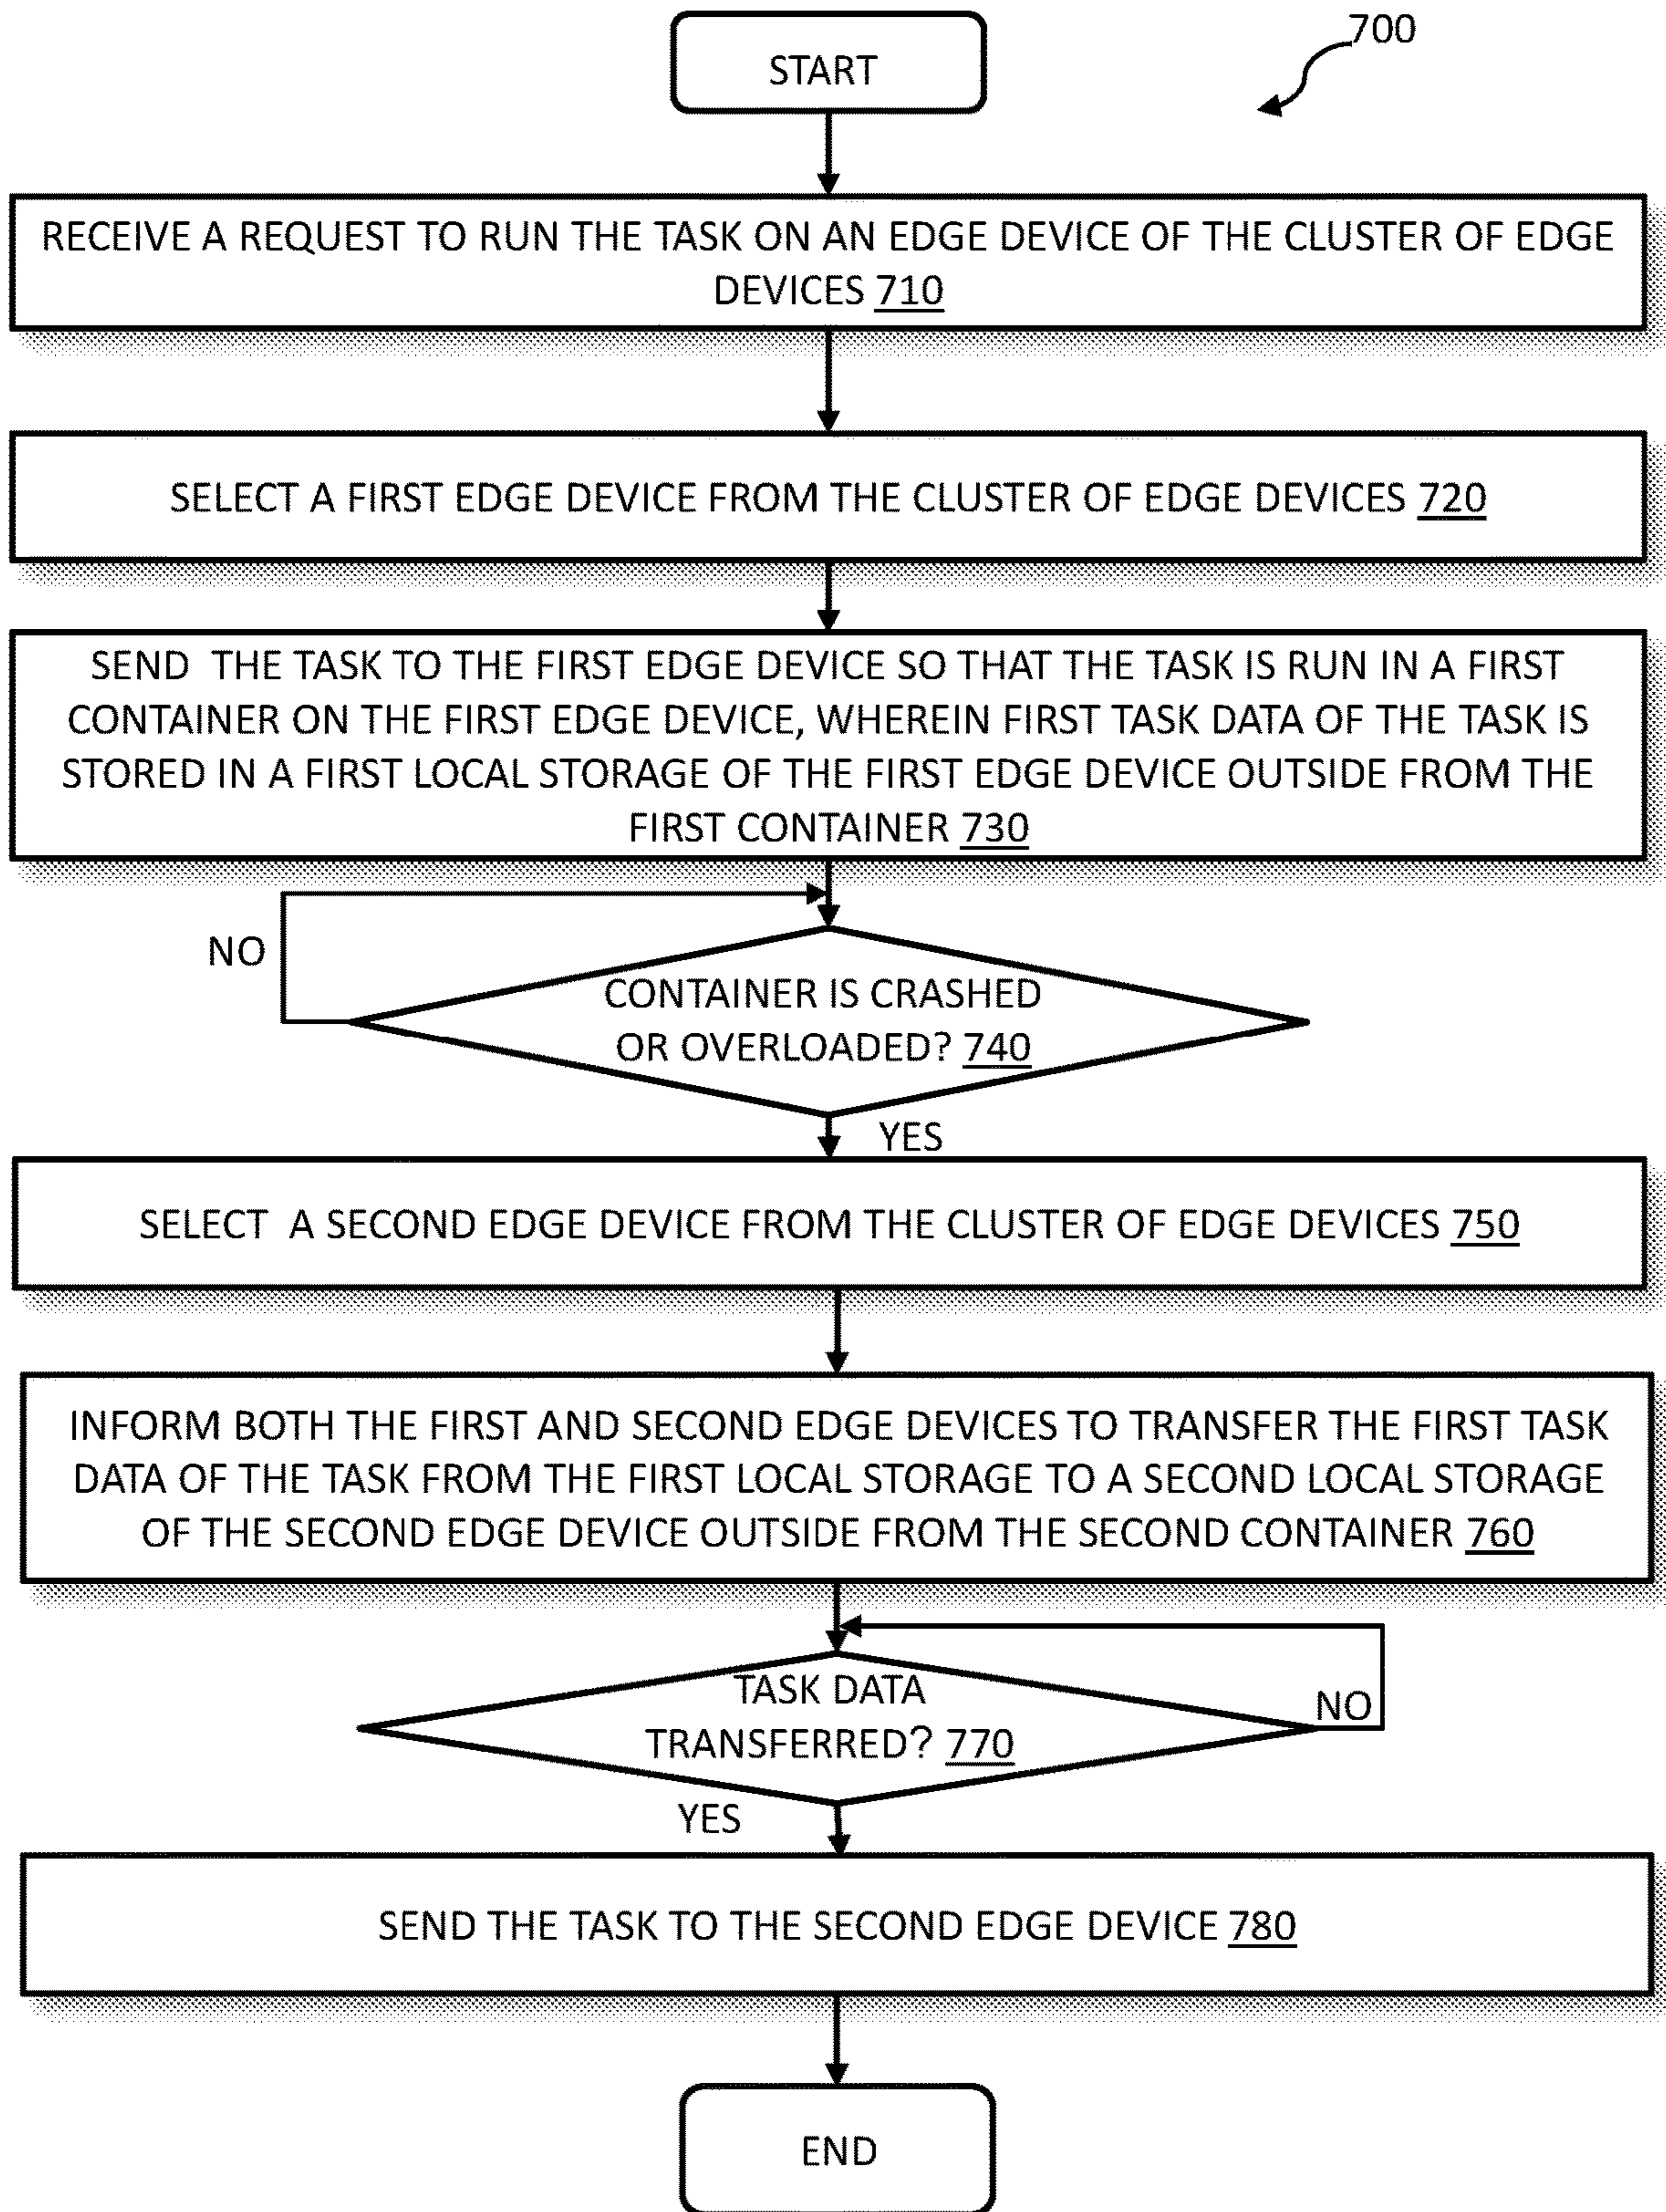 700
START
RECEIVE A REQUEST TO RUN THE TASK ON AN EDGE DEVICE OF THE CLUSTER OF EDGE
DEVICES 710
SELECT A FIRST EDGE DEVICE FROM THE CLUSTER OF EDGE DEVICES 720
SEND THE TASK TO THE FIRST EDGE DEVICE SO THAT THE TASK IS RUN IN A FIRST
CONTAINER ON THE FIRST EDGE DEVICE, WHEREIN FIRST TASK DATA OF THE TASK IS
STORED IN A FIRST LOCAL STORAGE OF THE FIRST EDGE DEVICE OUTSIDE FROM THE
FIRST CONTAINER 730
NO
CONTAINER IS CRASHED
OR OVERLOADED? 740
YES
SELECT A SECOND EDGE DEVICE FROM THE CLUSTER OF EDGE DEVICES 750
INFORM BOTH THE FIRST AND SECOND EDGE DEVICES TO TRANSFER THE FIRST TASK
DATA OF THE TASK FROM THE FIRST LOCAL STORAGE TO A SECOND LOCAL STORAGE
OF THE SECOND EDGE DEVICE OUTSIDE FROM THE SECOND CONTAINER 760
TASK DATA
TRANSFERRED? 770
NO
YES
SEND THE TASK TO THE SECOND EDGE DEVICE 780
END